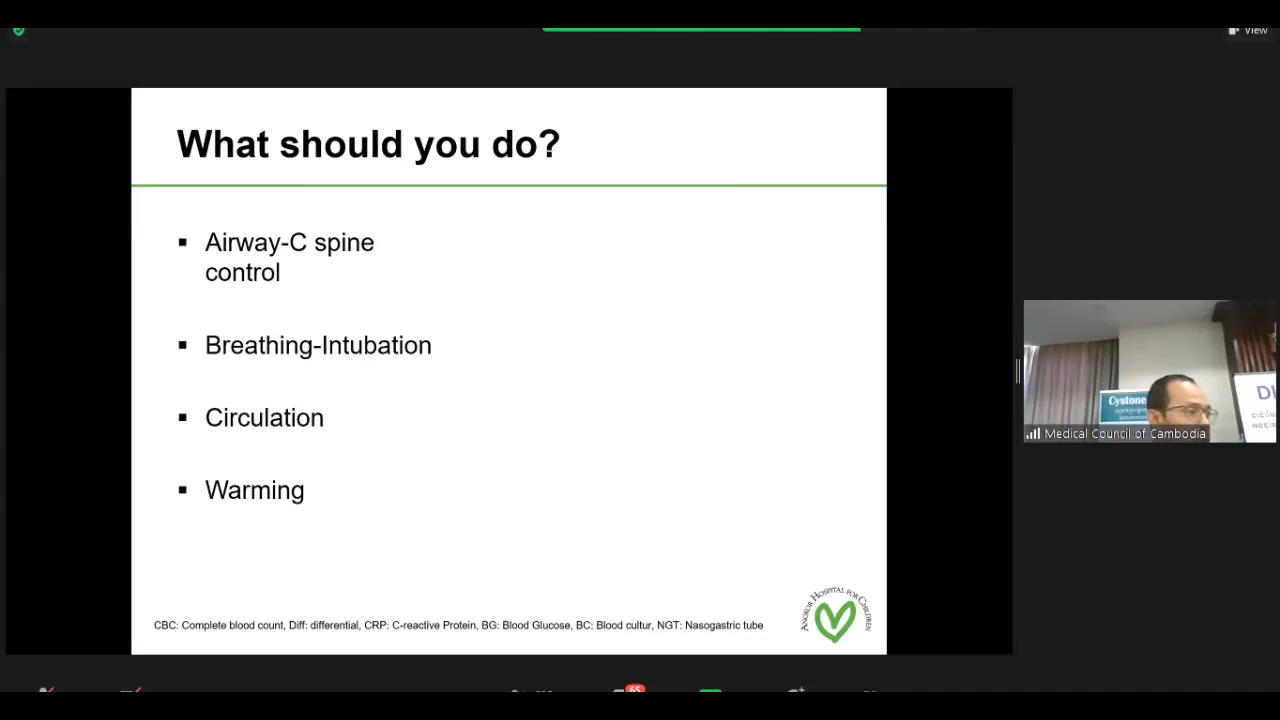 View
What should you do?
▪ Airway-C spine
control
▪ Breathing-Intubation
▪ Circulation
▪ Warming
CBC: Complete blood count, Diff: differential, CRP: C-reactive Protein, BG: Blood Glucose, BC: Blood cultur, NGT: Nasogastric tube
ANGKOR HOSPITAL FOR CHILDREN
Cystone
Medical Council of Cambodia
65